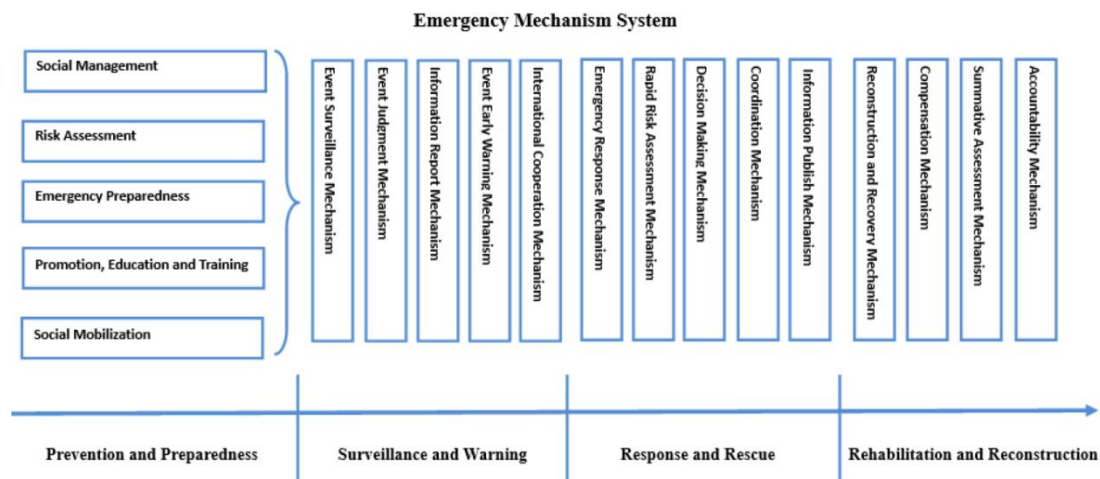 Emergency Mechanism System
Social Management
Risk Assessment
Emergency Preparedness
Promotion, Education and Training
Social Mobilization
Event Surveillance Mechanism
Event Judgment Mechanism
Information Report Mechanism
Event Early Warning Mechanism
International Cooperation Mechanism
Emergency Response Mechanism
Rapid Risk Assessment Mechanism
Decision Making Mechanism
Coordination Mechanism
Information Publish Mechanism
Reconstruction and Recovery Mechanism
Compensation Mechanism
Summative Assessment Mechanism
Accountability Mechanism
Prevention and Preparedness
Surveillance and Warning
Response and Rescue
Rehabilitation and Reconstruction